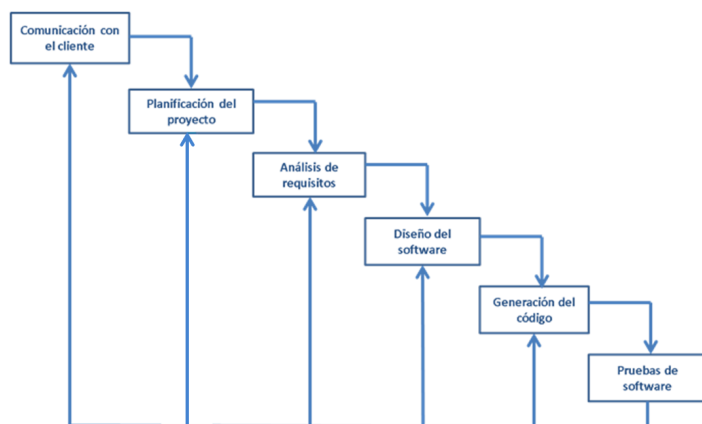 Comunicación con
el cliente
Planificación del
proyecto
Análisis de
requisitos
Diseño del
software
Generación del
código
Pruebas de
software